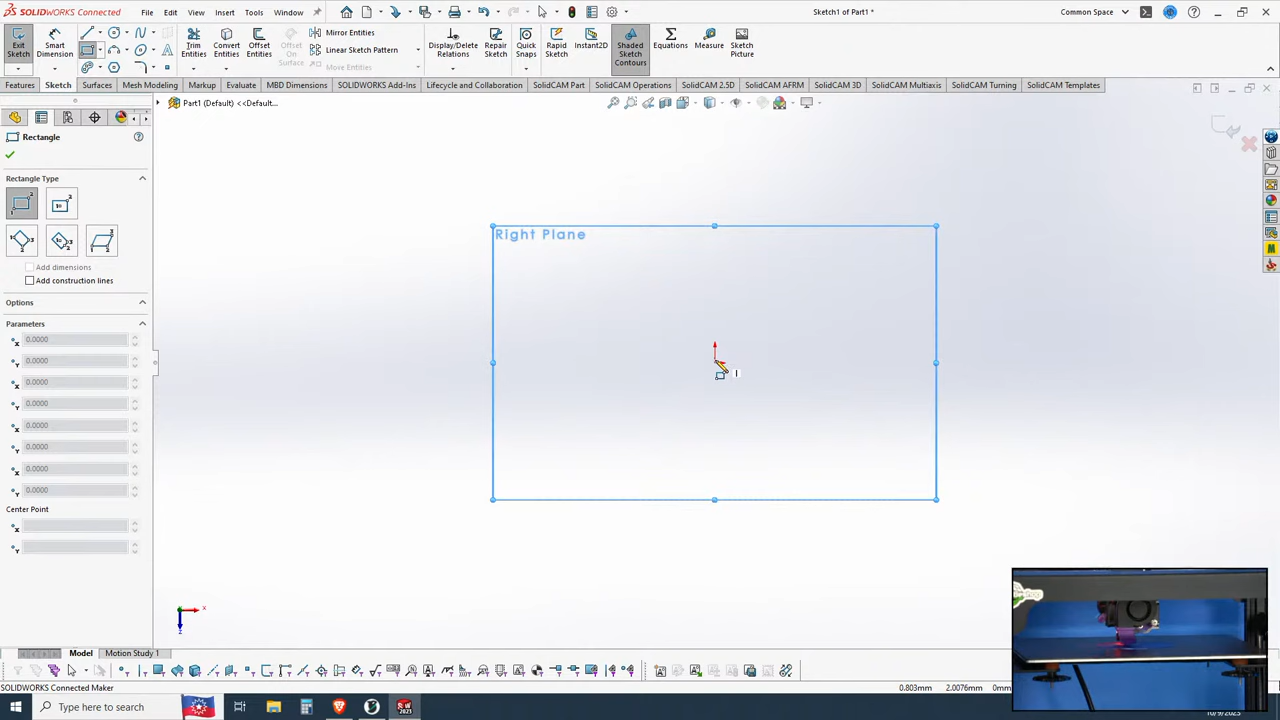 SOLIDWORKS Connected
File
Edit
View
Insert
Tools
Window
Sketch1 of Part1 *
Common Space
Exit Sketch
Smart Dimension
Trim Entities
Convert Entities
Offset Entities
Offset On Surface
Mirror Entities
Linear Sketch Pattern
Move Entities
Display/Delete Relations
Repair Sketch
Quick Snaps
Rapid Sketch
Instant2D
Shaded Sketch Contours
Equations
Measure
Sketch Picture
Features
Sketch
Surfaces
Mesh Modeling
Markup
Evaluate
MBD Dimensions
SOLIDWORKS Add-Ins
Lifecycle and Collaboration
SolidCAM Part
SolidCAM Operations
SolidCAM 2.5D
SolidCAM AFRM
SolidCAM 3D
SolidCAM Multiaxis
SolidCAM Turning
SolidCAM Templates
Part1 (Default) <<Default...
Rectangle
Rectangle Type
Add dimensions
Add construction lines
Options
Parameters
0.0000
0.0000
0.0000
0.0000
0.0000
0.0000
0.0000
0.0000
Center Point
Right Plane
Model
Motion Study 1
SOLIDWORKS Connected Maker
0.803mm
2.0076mm
Type here to search
10/9/2023